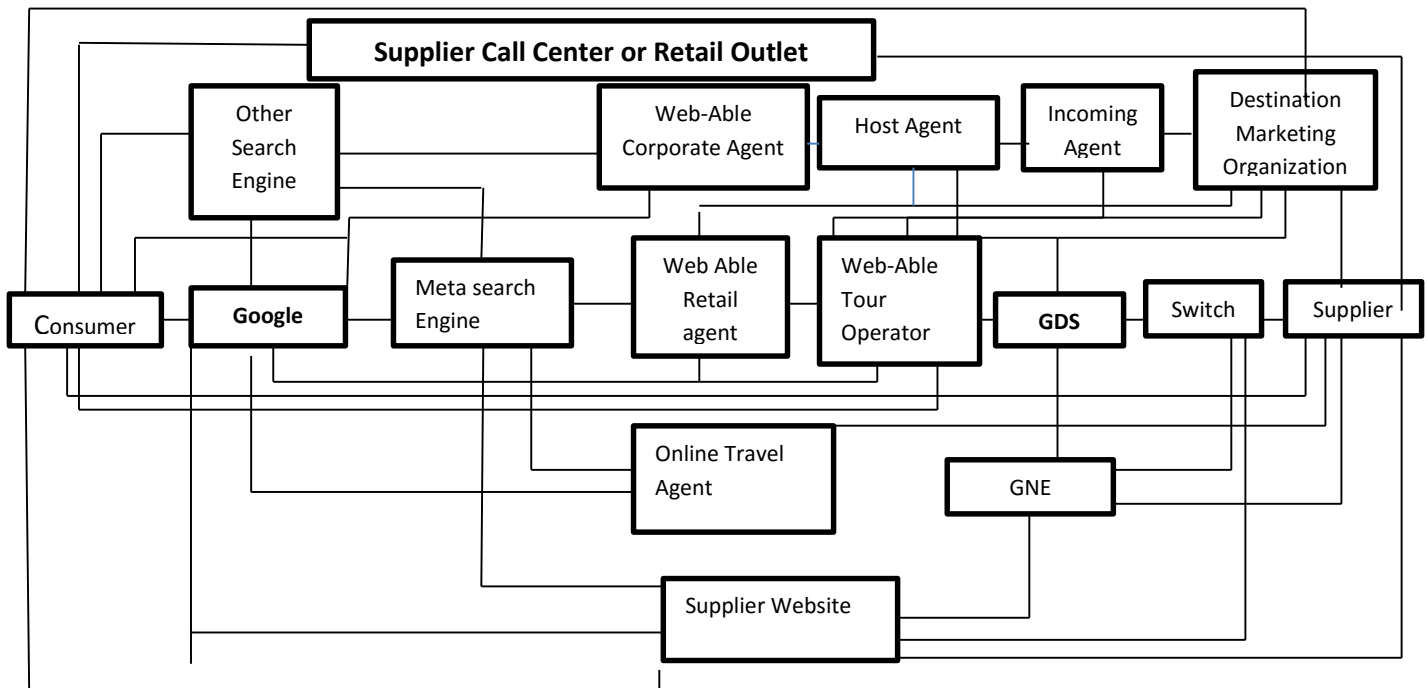 Supplier Call Center or Retail Outlet
Other
Search
Engine
Web-Able
Corporate Agent
Host Agent
Incoming
Agent
Destination
Marketing
Organization
Consumer
Google
Meta search
Engine
Web Able
Retail
agent
Web-Able
Tour
Operator
GDS
Switch
Supplier
Online Travel
Agent
GNE
Supplier Website